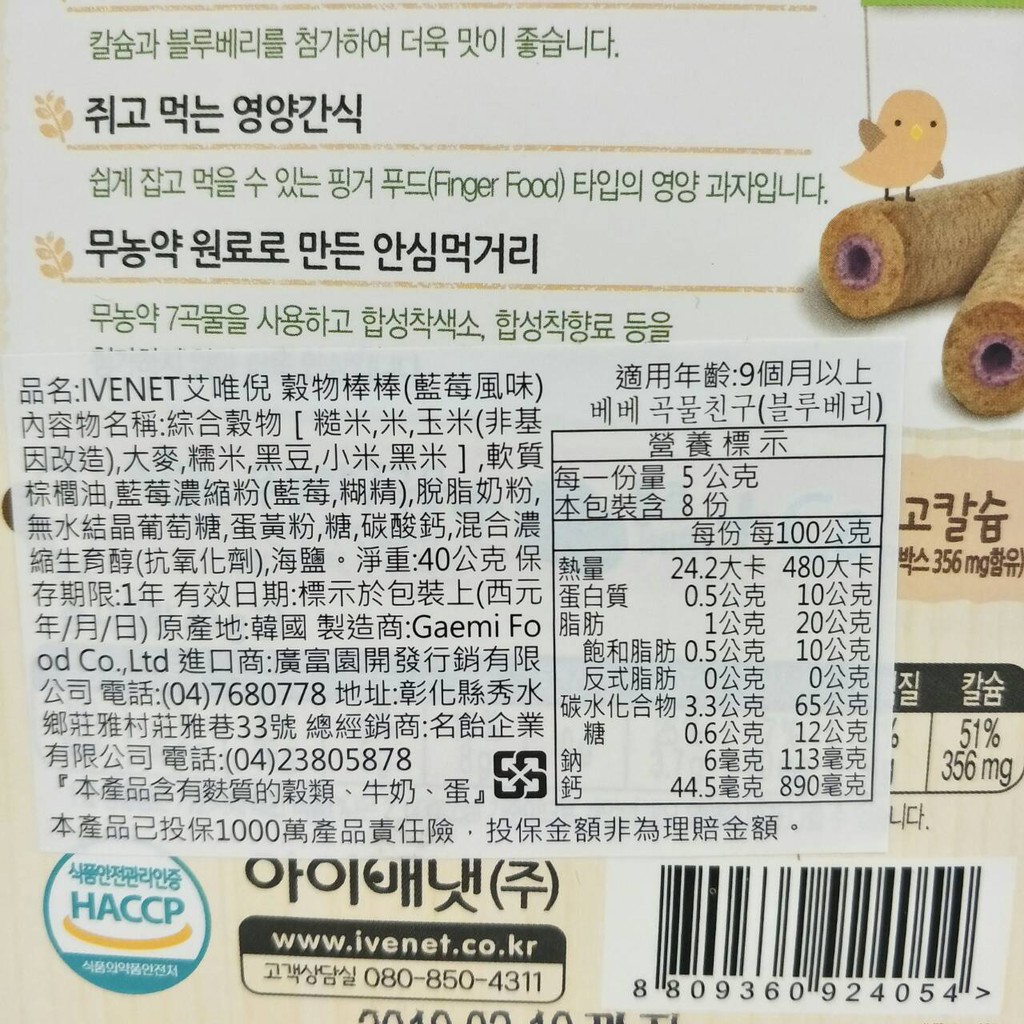 칼슘과 블루베리를 첨가하여 더욱 맛이 좋습니다.
쥐고 먹는 영양간식
쉽게 잡고 먹을 수 있는 핑거 푸드(Finger Food) 타입의 영양 과자입니다.
무농약 원료로 만든 안심먹거리
무농약 7곡물을 사용하고 합성착색소, 합성착향료 등을
品名:IVENET艾唯倪 穀物棒棒(藍莓風味)
內容物名稱:綜合穀物 [ 糙米,米,玉米(非基
因改造),大麥,糯米,黑豆,小米,黑米 ] ,軟質
棕櫚油,藍莓濃縮粉(藍莓,糊精),脫脂奶粉,
無水結晶葡萄糖,蛋黃粉,糖,碳酸鈣,混合濃
縮生育醇(抗氧化劑),海鹽。淨重:40公克 保
存期限:1年 有效日期:標示於包裝上(西元
年/月/日) 原產地:韓國 製造商:Gaemi Fo
od Co.,Ltd 進口商:廣富園開發行銷有限
公司 電話:(04)7680778 地址:彰化縣秀水
鄉莊雅村莊雅巷33號 總經銷商:名飴企業
有限公司 電話:(04)23805878
『本產品含有麩質的穀類、牛奶、蛋』
本產品已投保1000萬產品責任險，投保金額非為理賠金額。
適用年齡:9個月以上
베베 곡물친구(블루베리)
營養標示
每一份量 5 公克
本包裝含 8 份
每份 每100公克
熱量 24.2大卡 480大卡
蛋白質 0.5公克 10公克
脂肪 1公克 20公克
飽和脂肪 0.5公克 10公克
反式脂肪 0公克 0公克
碳水化合物 3.3公克 65公克
糖 0.6公克 12公克
鈉 6毫克 113毫克
鈣 44.5毫克 890毫克
고칼슘
박스 356 mg함유)
질 칼슘
51%
356 mg
니다.
식품안전관리인증
HACCP
식품의약품안전처
아이배냇(주)
www.ivenet.co.kr
고객상담실 080-850-4311
8 809360 924054 >